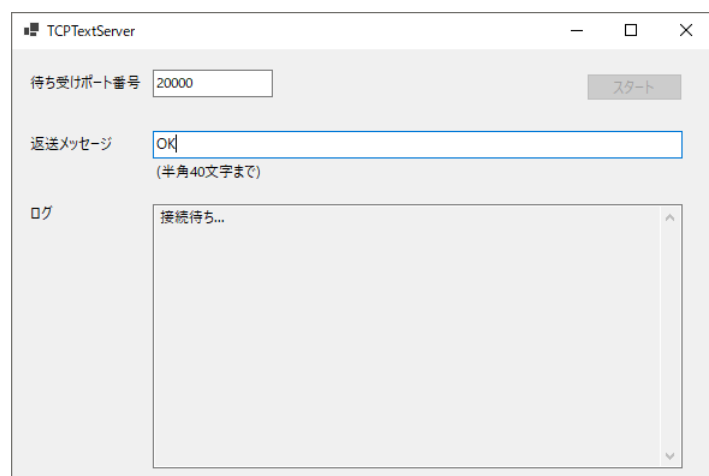 TCPTextServer
待ち受けポート番号 20000 スタート
返送メッセージ OK
(半角40文字まで)
ログ 接続待ち...